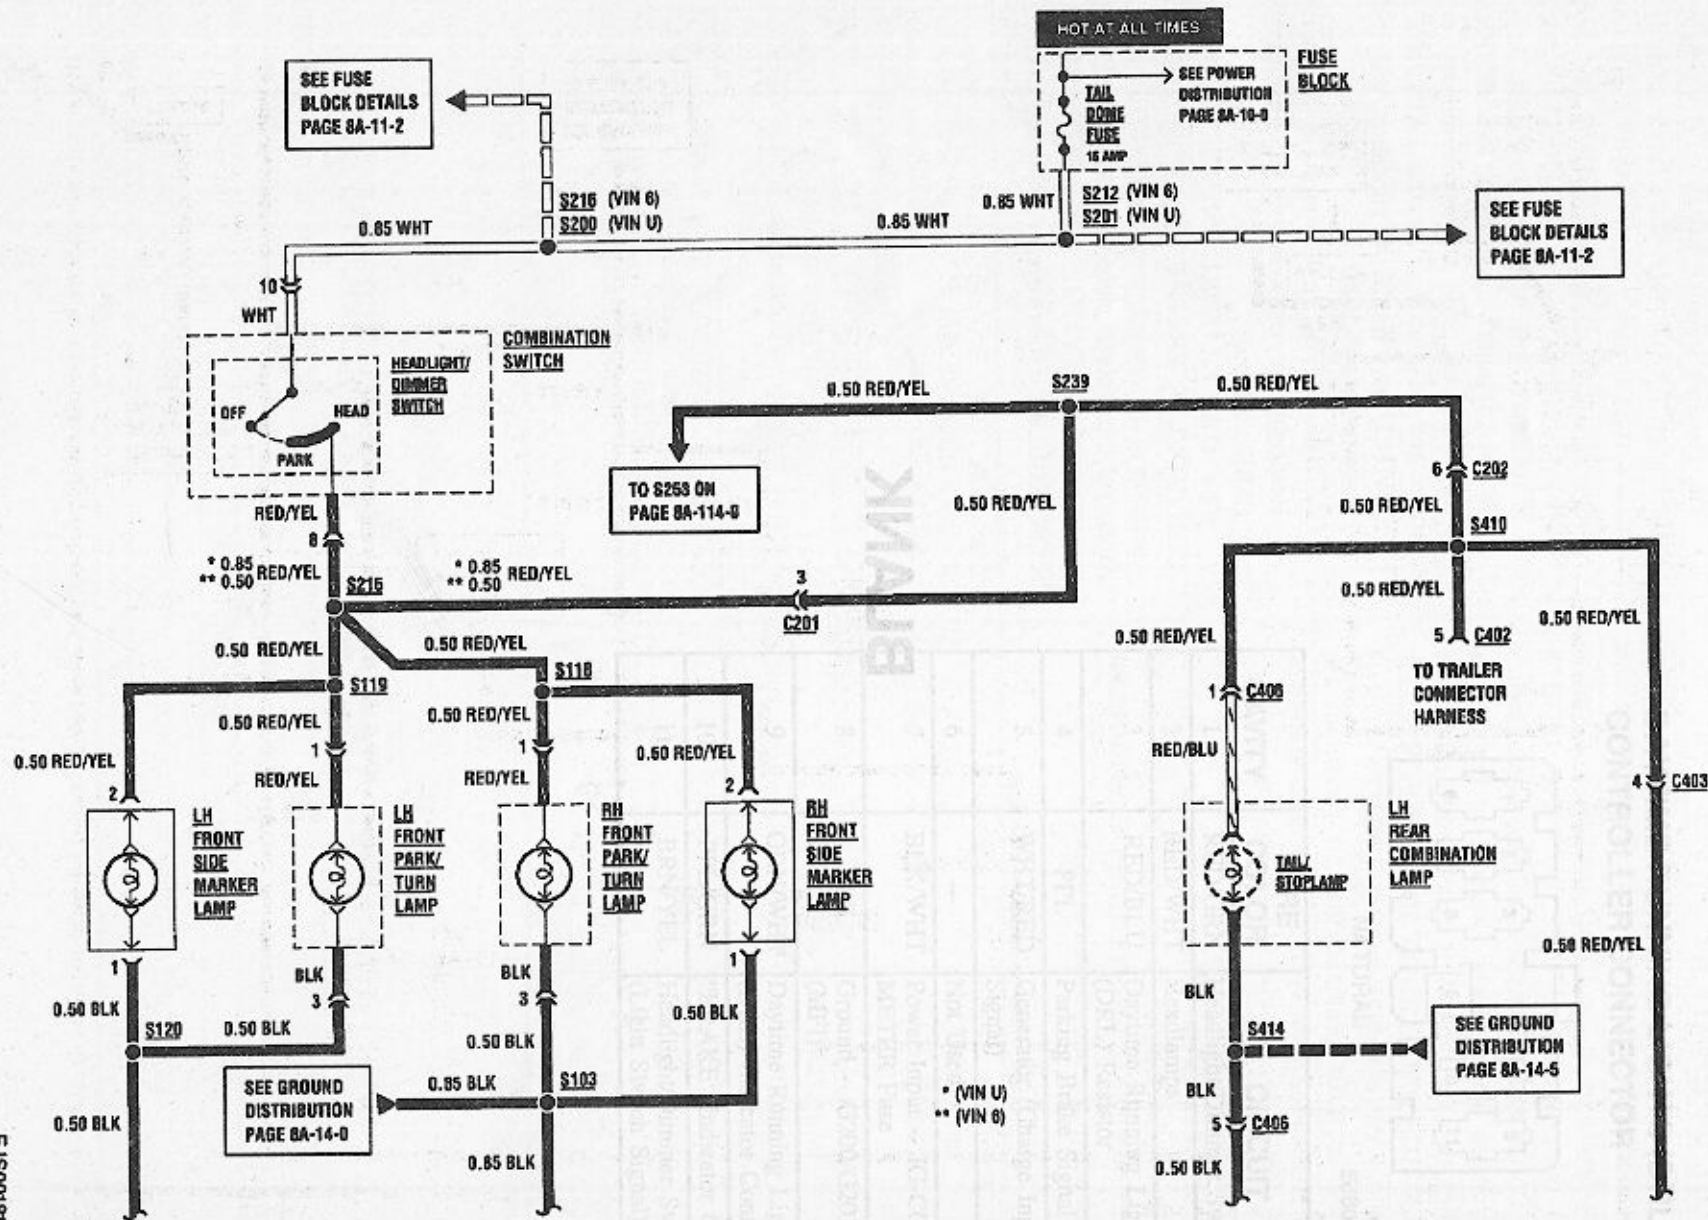 HOT AT ALL TIMES
FUSE
BLOCK
SEE POWER
DISTRIBUTION
PAGE 8A-10-0
TAIL
DOME
FUSE
15 AMP
SEE FUSE
BLOCK DETAILS
PAGE 8A-11-2
S216 (VIN 6)
S200 (VIN U)
0.85 WHT
0.85 WHT
0.85 WHT
S212 (VIN 6)
S201 (VIN U)
SEE FUSE
BLOCK DETAILS
PAGE 8A-11-2
10
WHT
COMBINATION
SWITCH
HEADLIGHT/
DIMMER
SWITCH
OFF
HEAD
PARK
RED/YEL
8
* 0.85
** 0.50 RED/YEL
S216
* 0.85
** 0.50 RED/YEL
3
C201
0.50 RED/YEL
S239
0.50 RED/YEL
TO S253 ON
PAGE 8A-114-0
0.50 RED/YEL
6 C202
0.50 RED/YEL
S410
0.50 RED/YEL
5 C402
TO TRAILER
CONNECTOR
HARNESS
0.50 RED/YEL
0.50 RED/YEL
1 C406
RED/BLU
4 C403
0.50 RED/YEL
0.50 RED/YEL
0.50 RED/YEL
S118
S119
0.50 RED/YEL
0.50 RED/YEL
0.50 RED/YEL
0.50 RED/YEL
1
1
RED/YEL
RED/YEL
2
2
LH
FRONT
SIDE
MARKER
LAMP
LH
FRONT
PARK/
TURN
LAMP
RH
FRONT
PARK/
TURN
LAMP
RH
FRONT
SIDE
MARKER
LAMP
TAIL/
STOPLAMP
LH
REAR
COMBINATION
LAMP
1
BLK
3
BLK
3
1
0.50 BLK
S120
0.50 BLK
0.50 BLK
0.50 BLK
0.50 BLK
SEE GROUND
DISTRIBUTION
PAGE 8A-14-0
0.85 BLK
S103
0.85 BLK
* (VIN U)
** (VIN 6)
BLK
S414
SEE GROUND
DISTRIBUTION
PAGE 8A-14-5
BLK
5 C406
0.50 BLK
BLANK